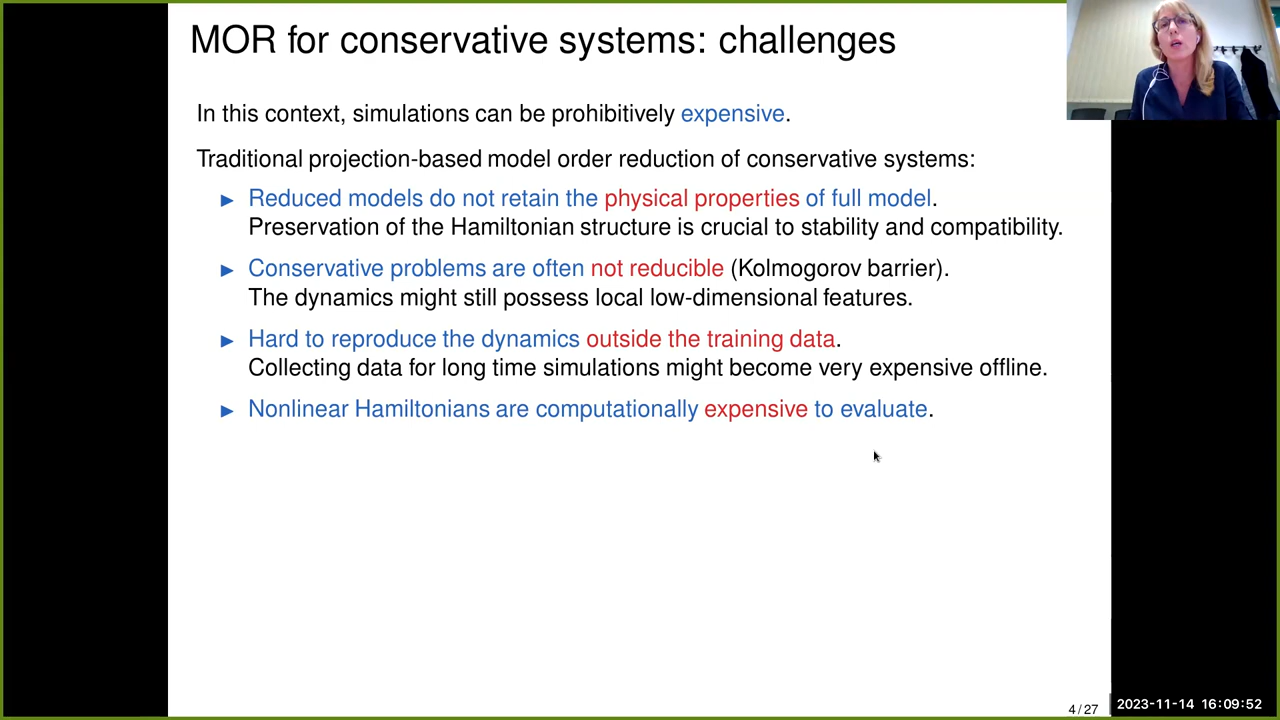 MOR for conservative systems: challenges
In this context, simulations can be prohibitively expensive.
Traditional projection-based model order reduction of conservative systems:
► Reduced models do not retain the physical properties of full model.
Preservation of the Hamiltonian structure is crucial to stability and compatibility.
► Conservative problems are often not reducible (Kolmogorov barrier).
The dynamics might still possess local low-dimensional features.
► Hard to reproduce the dynamics outside the training data.
Collecting data for long time simulations might become very expensive offline.
► Nonlinear Hamiltonians are computationally expensive to evaluate.
4 / 27
2023-11-14 16:09:52